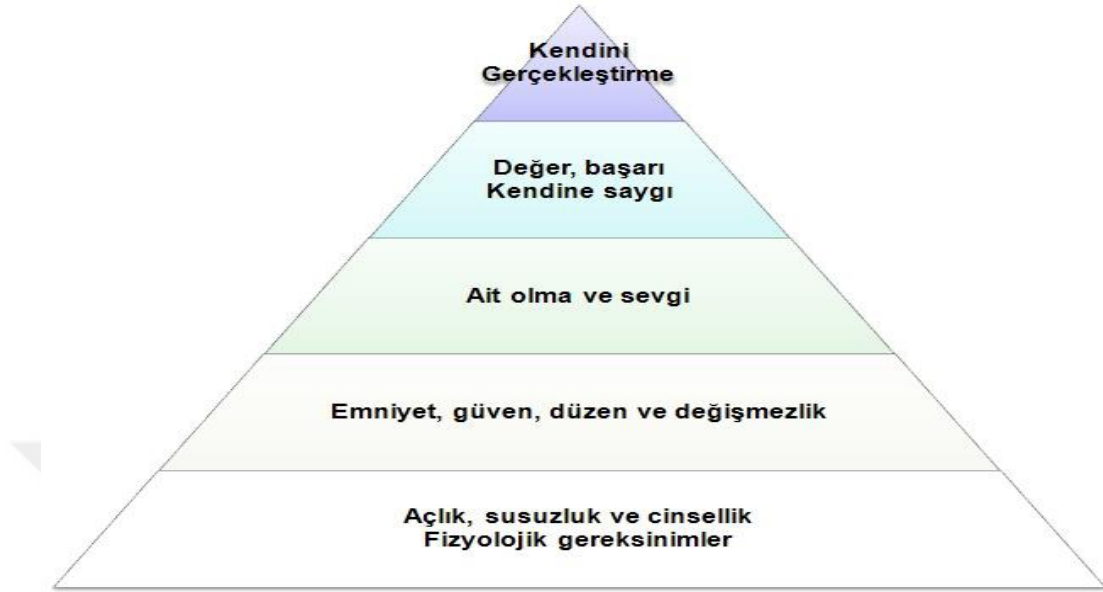 Kendini
Gerçekleştirme
Değer, başarı
Kendine saygı
Ait olma ve sevgi
Emniyet, güven, düzen ve değişmezlik
Açlık, susuzluk ve cinsellik
Fizyolojik gereksinimler